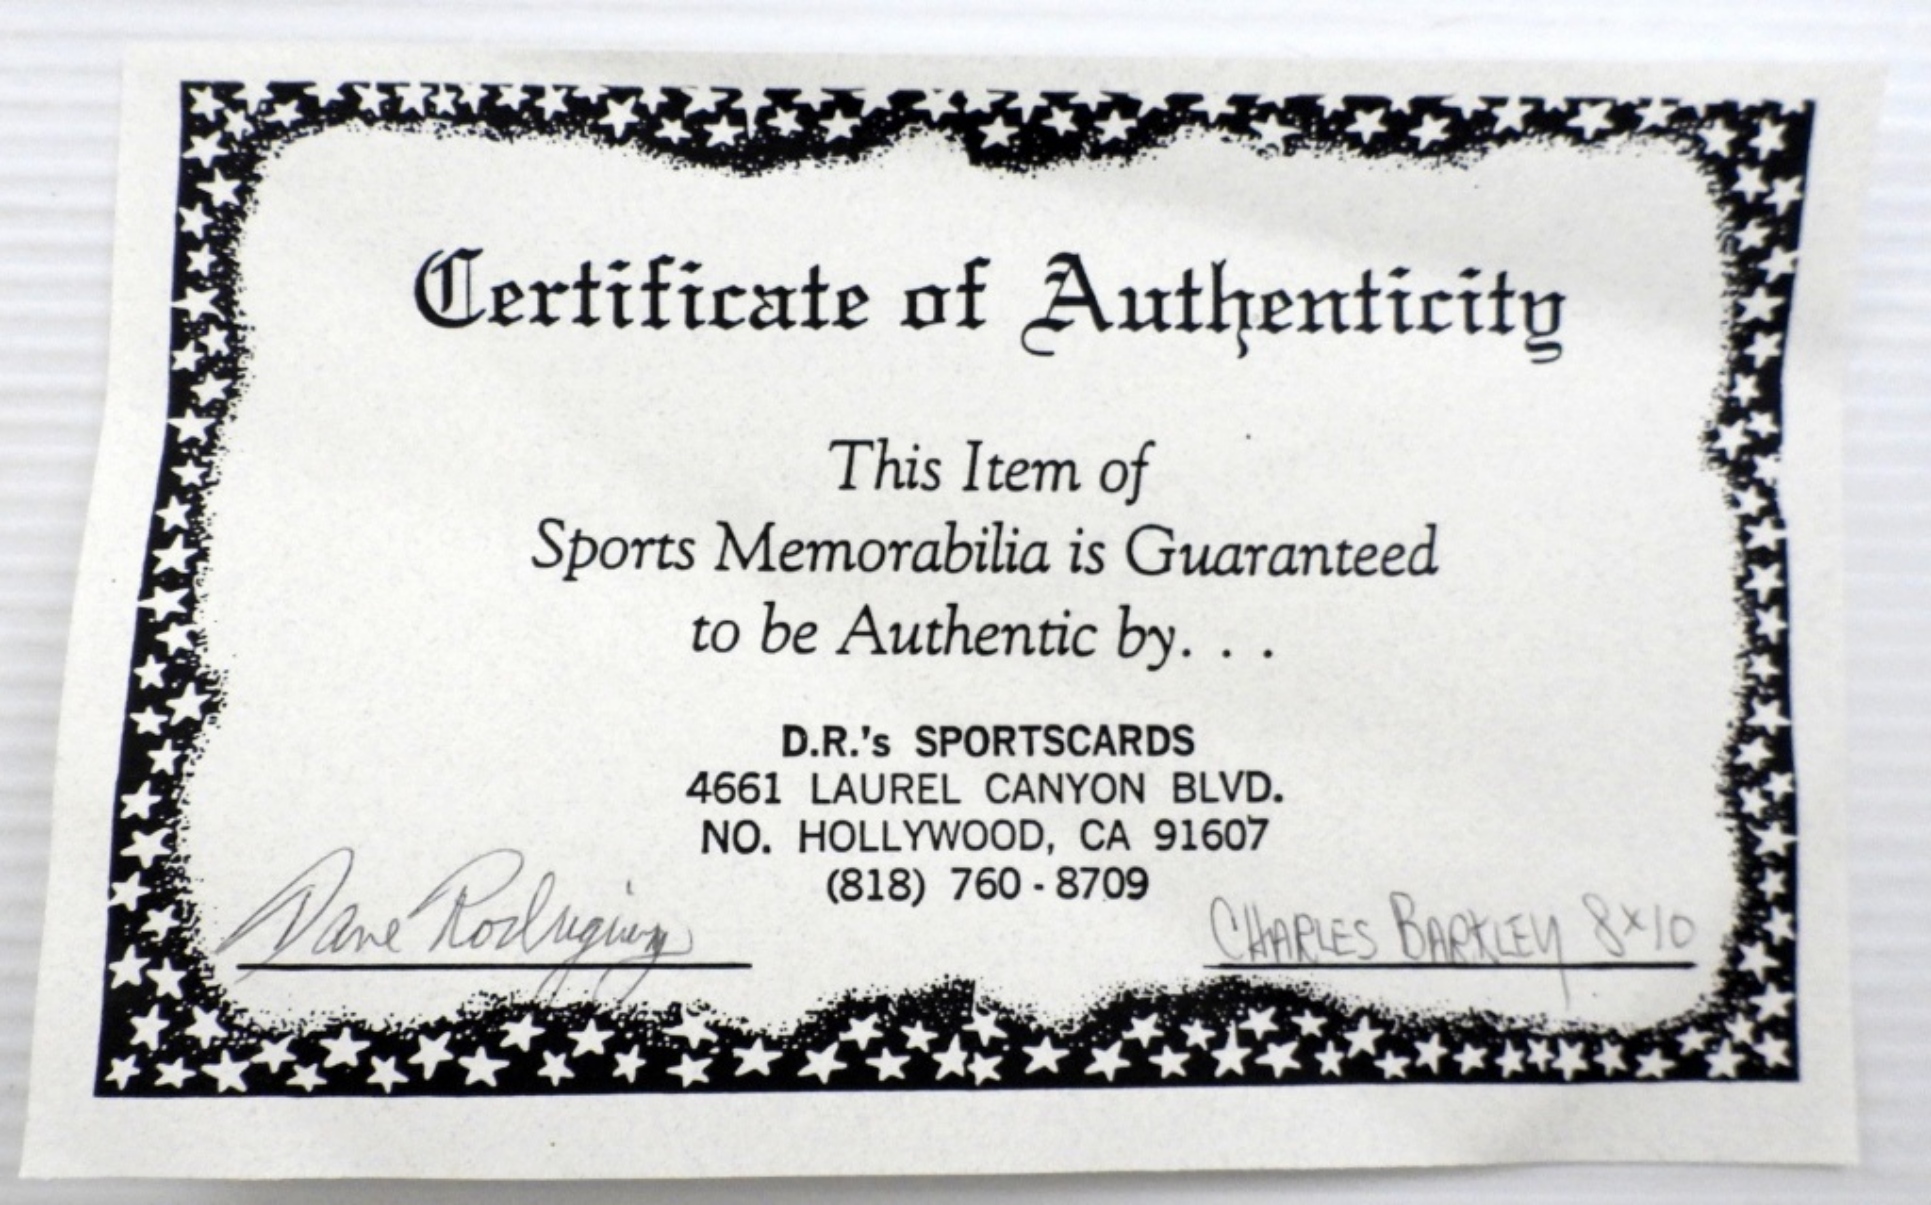 Certificate of Authenticity
This Item of
Sports Memorabilia is Guaranteed
to be Authentic by. . .
D.R.'s SPORTSCARDS
4661 LAUREL CANYON BLVD.
NO. HOLLYWOOD, CA 91607
(818) 760-8709
Dave Rodriguez
CHARLES BARKLEY 8x10